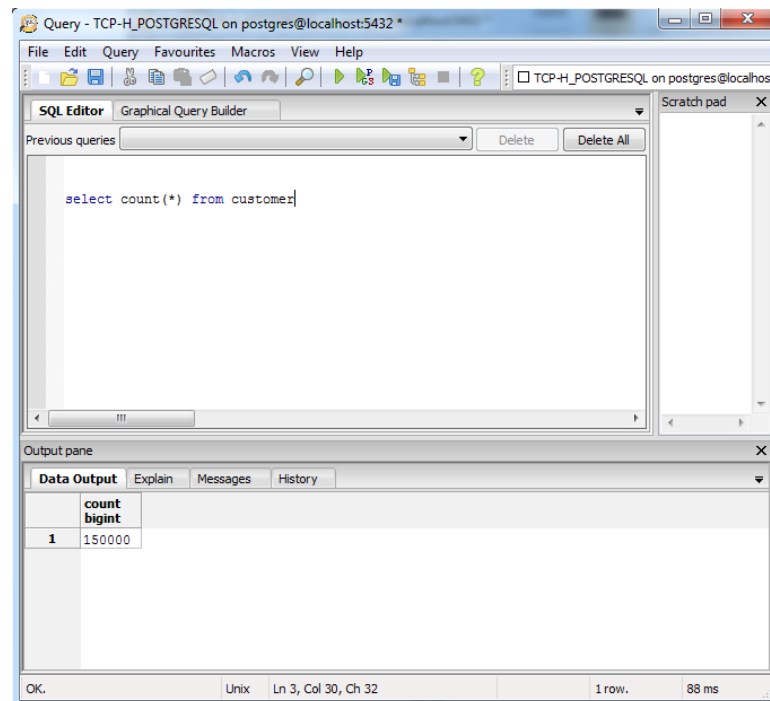 Query - TCP-H_POSTGRESQL on postgres@localhost:5432 *
File Edit Query Favourites Macros View Help
TCP-H_POSTGRESQL on postgres@localhos
SQL Editor Graphical Query Builder
Scratch pad
Previous queries Delete Delete All
select count(*) from customer
Output pane
Data Output Explain Messages History
count
bigint
1 150000
OK. Unix Ln 3, Col 30, Ch 32 1 row. 88 ms